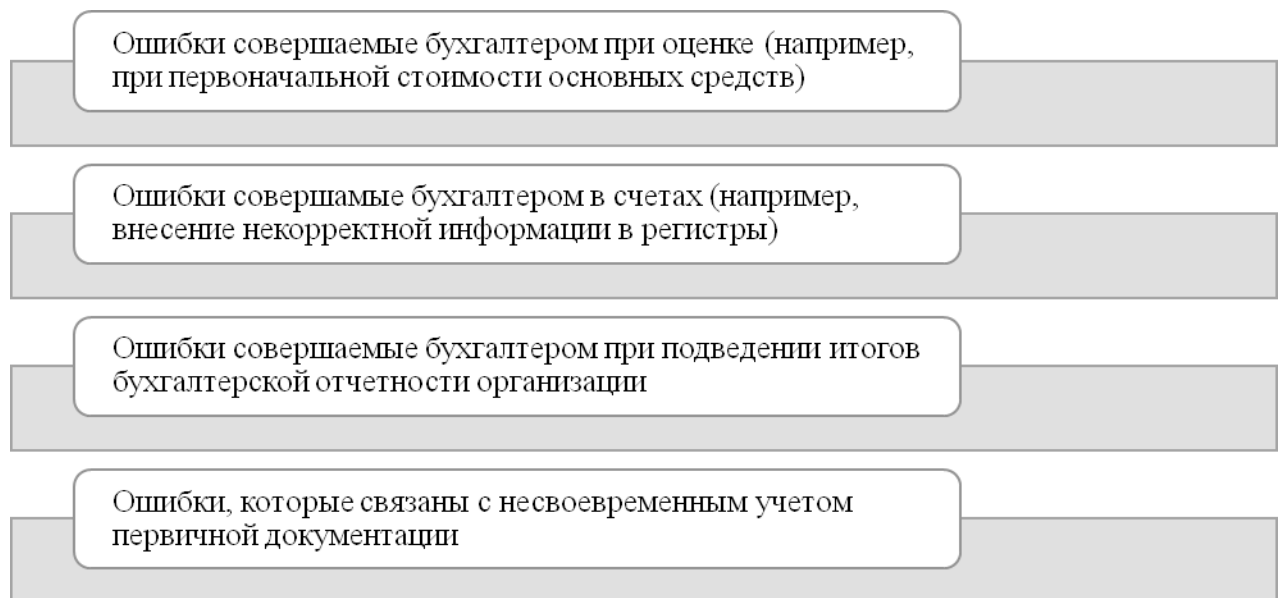 Ошибки совершаемые бухгалтером при оценке (например,
при первоначальной стоимости основных средств)
Ошибки совершамые бухгалтером в счетах (например,
внесение некорректной информации в регистры)
Ошибки совершаемые бухгалтером при подведении итогов
бухгалтерской отчетности организации
Ошибки, которые связаны с несвоевременным учетом
первичной документации